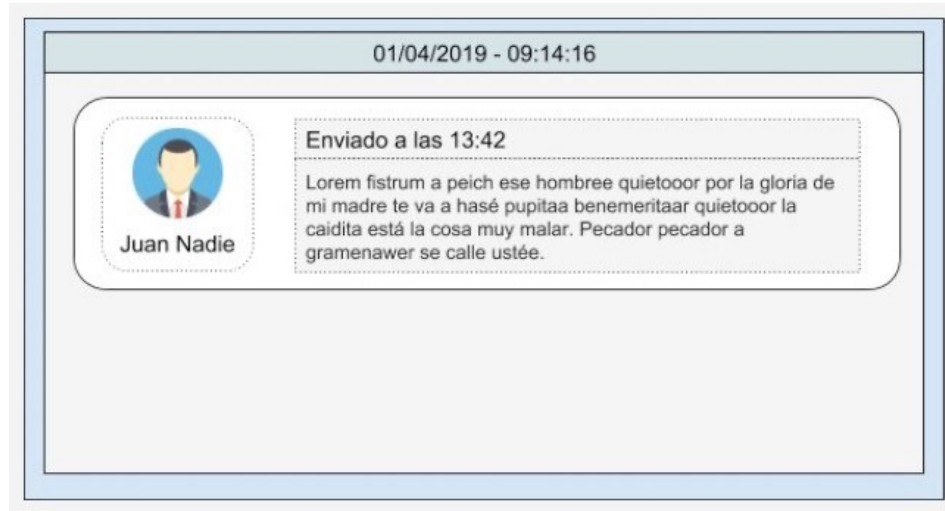 01/04/2019 - 09:14:16
Juan Nadie
Enviado a las 13:42
Lorem fistrum a peich ese hombree quietooor por la gloria de
mi madre te va a hasé pupitaa benemeritaar quietooor la
caidita está la cosa muy malar. Pecador pecador a
gramenawer se calle ustée.